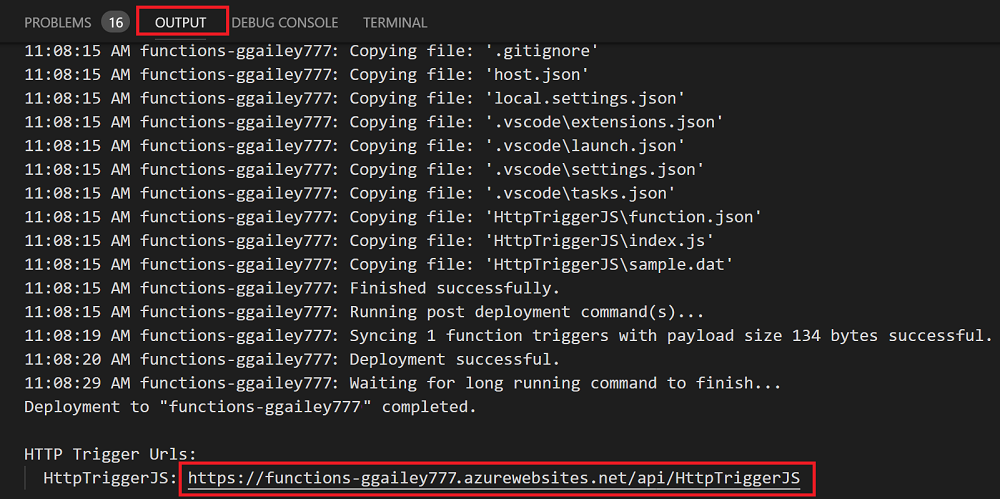 PROBLEMS 16 OUTPUT DEBUG CONSOLE TERMINAL
11:08:15 AM functions-ggailey777: Copying file: '.gitignore'
11:08:15 AM functions-ggailey777: Copying file: 'host.json'
11:08:15 AM functions-ggailey777: Copying file: 'local.settings.json'
11:08:15 AM functions-ggailey777: Copying file: '.vscode\extensions.json'
11:08:15 AM functions-ggailey777: Copying file: '.vscode\launch.json'
11:08:15 AM functions-ggailey777: Copying file: '.vscode\settings.json'
11:08:15 AM functions-ggailey777: Copying file: '.vscode\tasks.json'
11:08:15 AM functions-ggailey777: Copying file: 'HttpTriggerJS\function.json'
11:08:15 AM functions-ggailey777: Copying file: 'HttpTriggerJS\index.js'
11:08:15 AM functions-ggailey777: Copying file: 'HttpTriggerJS\sample.dat'
11:08:15 AM functions-ggailey777: Finished successfully.
11:08:15 AM functions-ggailey777: Running post deployment command(s)...
11:08:19 AM functions-ggailey777: Syncing 1 function triggers with payload size 134 bytes successful.
11:08:20 AM functions-ggailey777: Deployment successful.
11:08:29 AM functions-ggailey777: Waiting for long running command to finish...
Deployment to "functions-ggailey777" completed.
HTTP Trigger Urls:
HttpTriggerJS: https://functions-ggailey777.azurewebsites.net/api/HttpTriggerJS